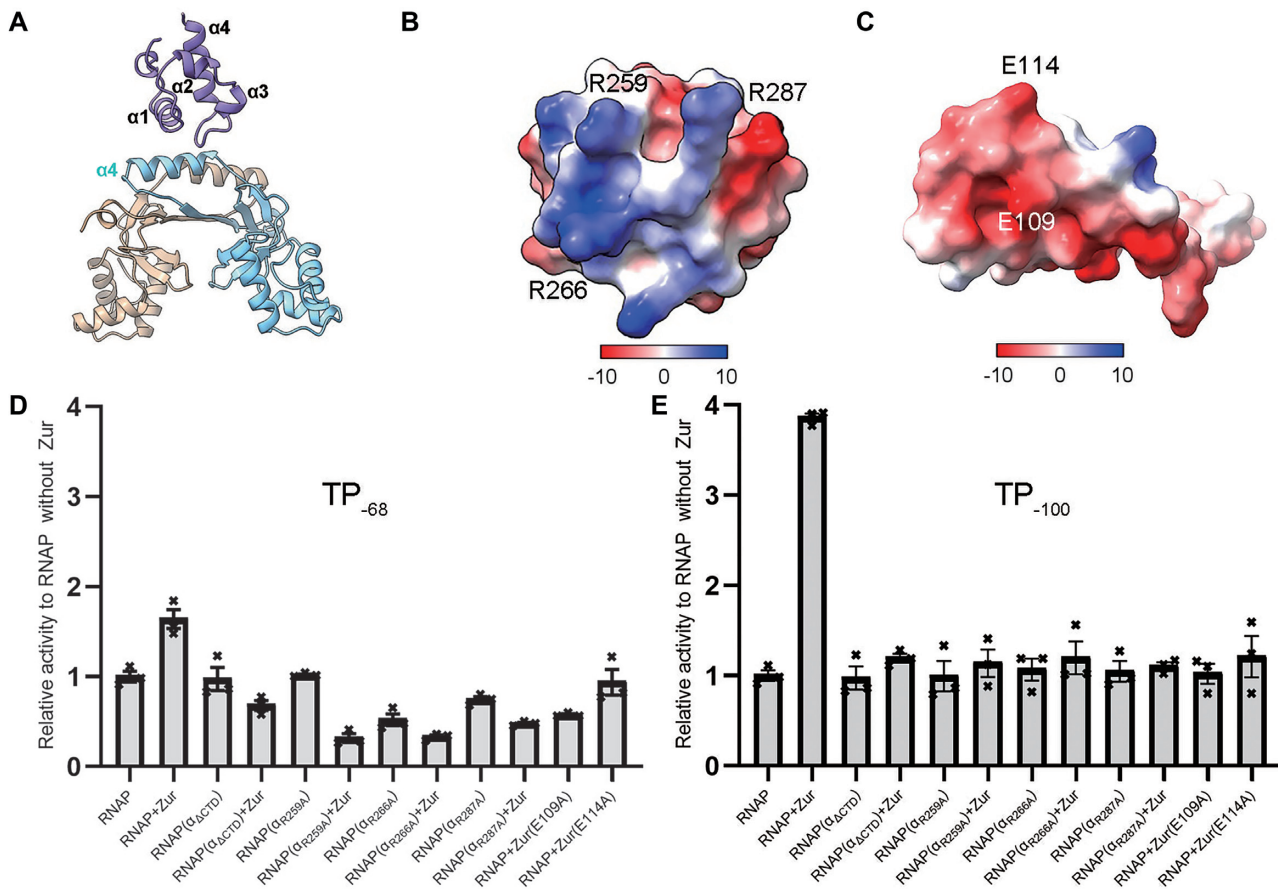 A
α4
α2
α3
α1
α4
B
R259
R287
R266
-10 0 10
C
E114
E109
-10 0 10
D
Relative activity to RNAP without Zur
4
3
2
1
0
TP-68
RNAP
RNAP+Zur
RNAP(αΔCTD)
RNAP(αΔCTD)+Zur
RNAP(αR259A)
RNAP(αR259A)+Zur
RNAP(αR266A)
RNAP(αR266A)+Zur
RNAP(αR287A)
RNAP(αR287A)+Zur
RNAP+Zur(E109A)
RNAP+Zur(E114A)
E
Relative activity to RNAP without Zur
4
3
2
1
0
TP-100
RNAP
RNAP+Zur
RNAP(αΔCTD)
RNAP(αΔCTD)+Zur
RNAP(αR259A)
RNAP(αR259A)+Zur
RNAP(αR266A)
RNAP(αR266A)+Zur
RNAP(αR287A)
RNAP(αR287A)+Zur
RNAP+Zur(E109A)
RNAP+Zur(E114A)